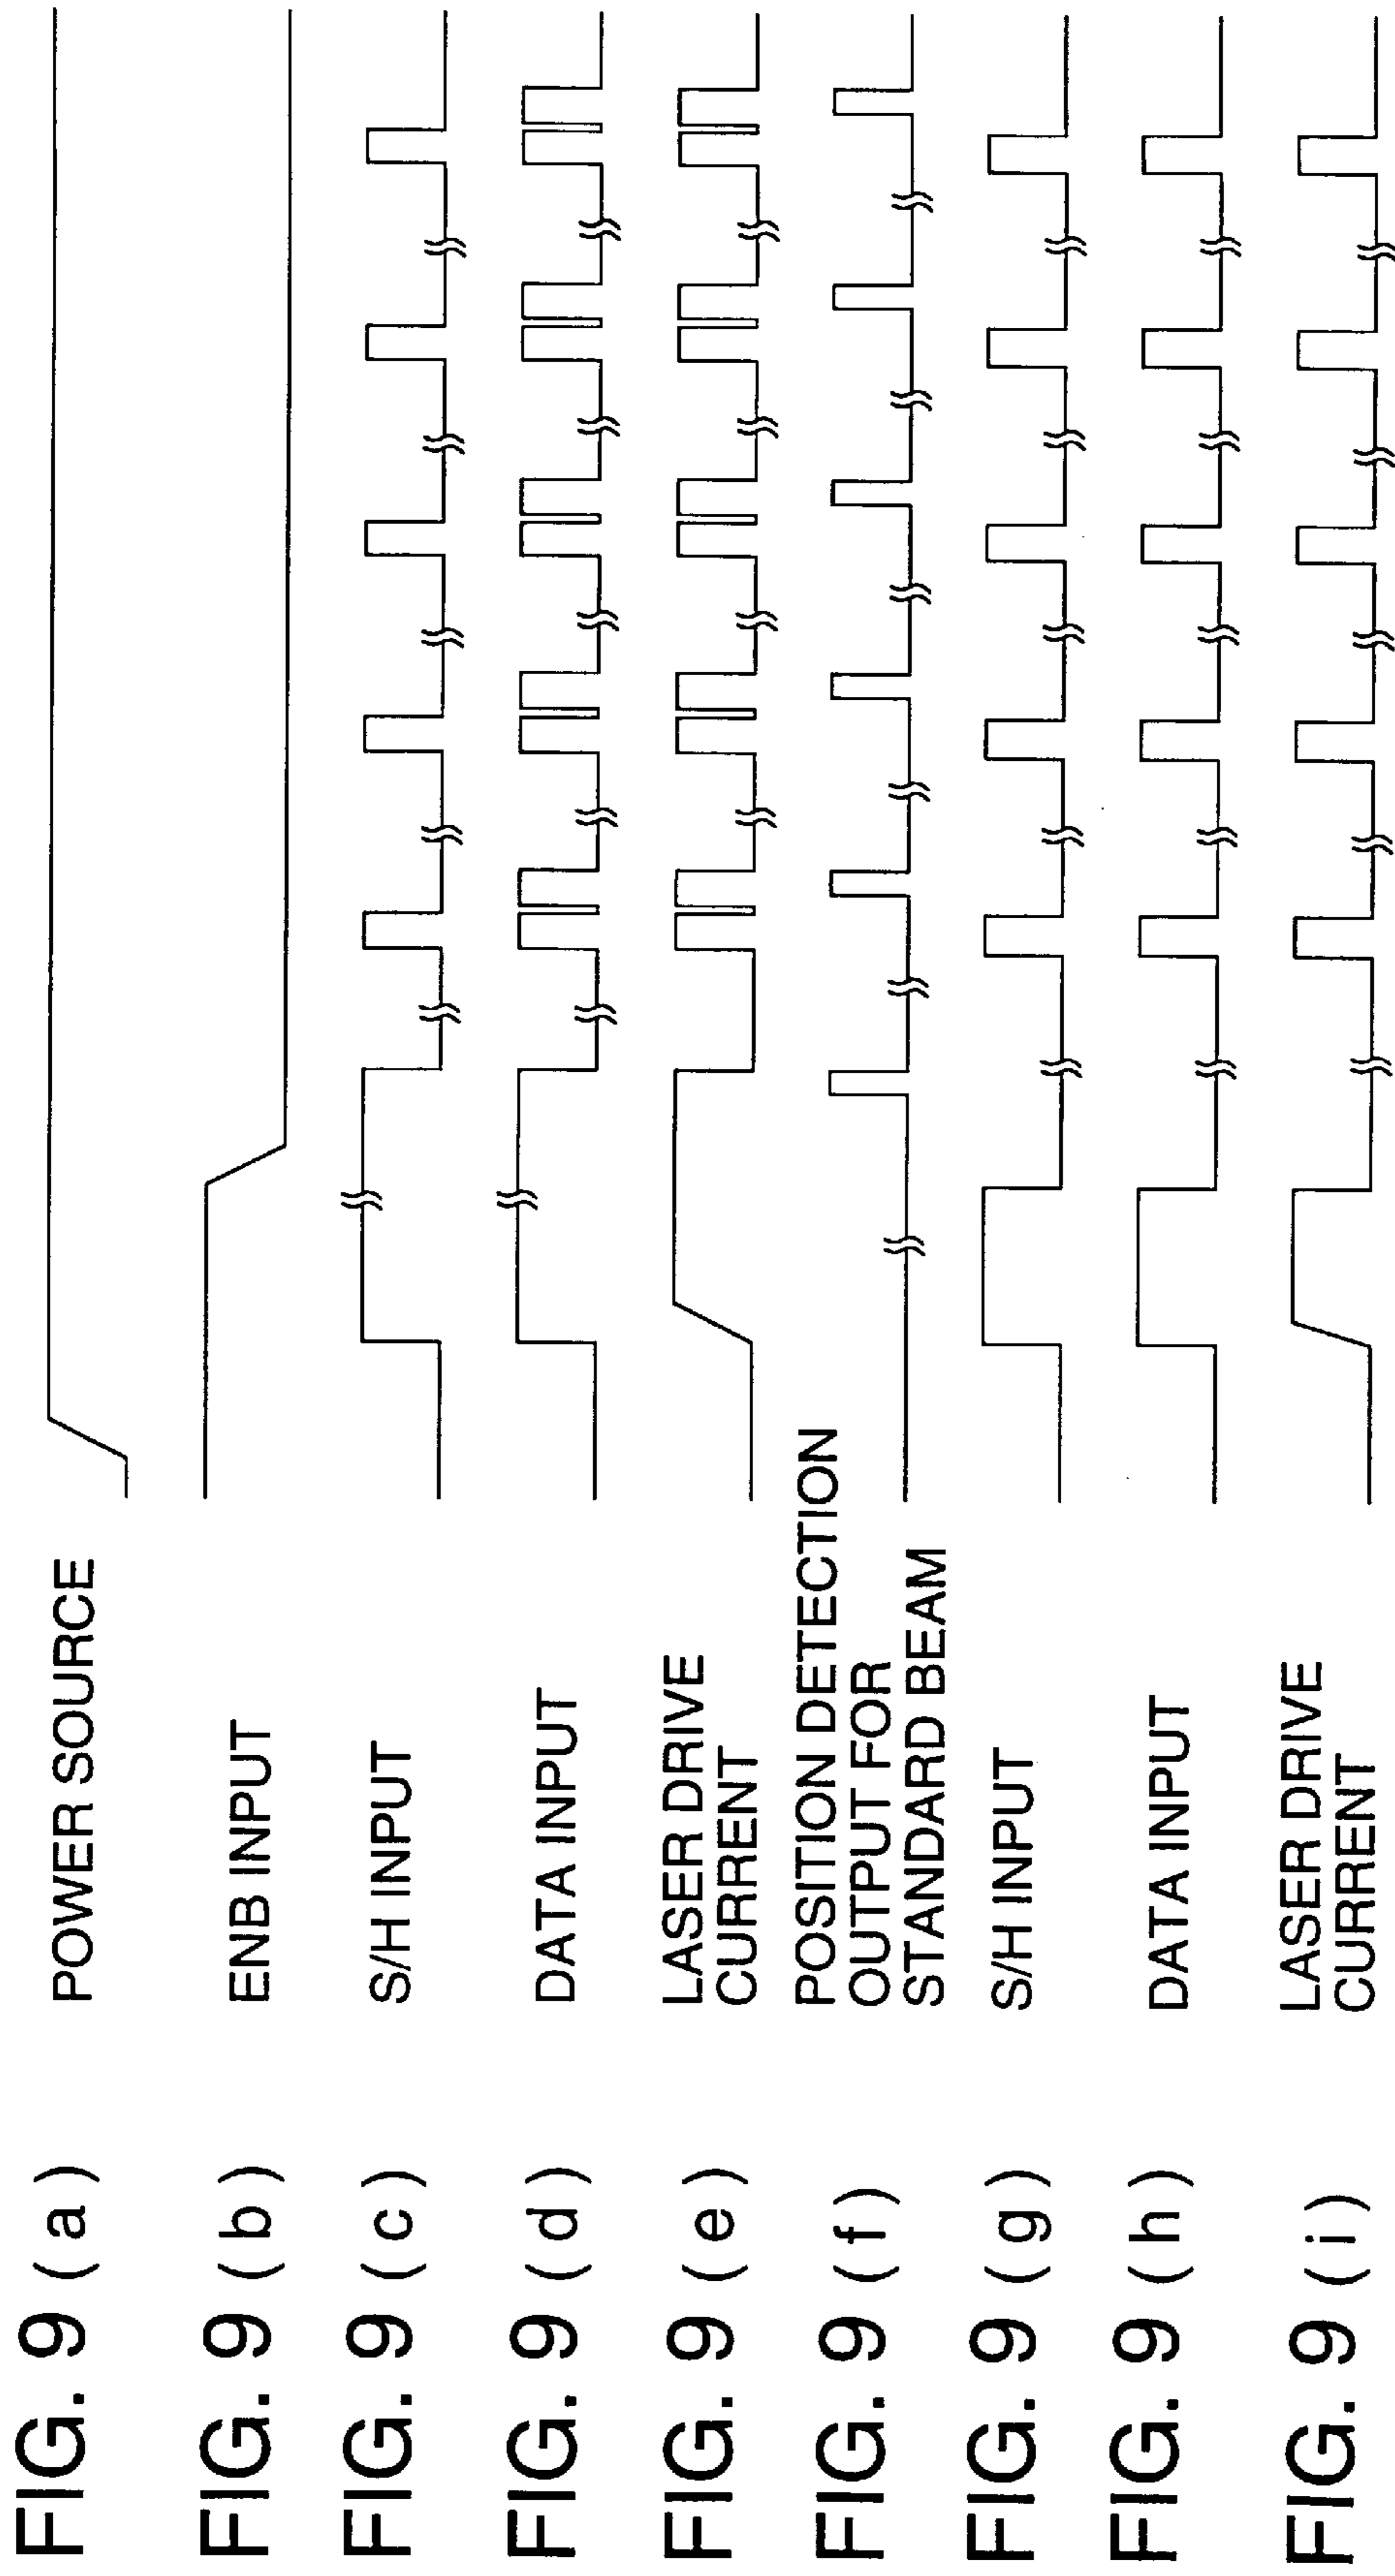 FIG. 9 ( a ) POWER SOURCE
FIG. 9 ( b ) ENB INPUT
FIG. 9 ( c ) S/H INPUT
FIG. 9 ( d ) DATA INPUT
FIG. 9 ( e ) LASER DRIVE
CURRENT
FIG. 9 ( f ) POSITION DETECTION
OUTPUT FOR
STANDARD BEAM
FIG. 9 ( g ) S/H INPUT
FIG. 9 ( h ) DATA INPUT
FIG. 9 ( i ) LASER DRIVE
CURRENT